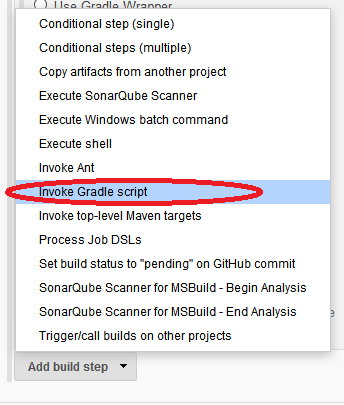 Use Gradle Wrapper
Conditional step (single)
Conditional steps (multiple)
Copy artifacts from another project
Execute SonarQube Scanner
Execute Windows batch command
Execute shell
Invoke Ant
Invoke Gradle script
Invoke top-level Maven targets
Process Job DSLs
Set build status to "pending" on GitHub commit
SonarQube Scanner for MSBuild - Begin Analysis
SonarQube Scanner for MSBuild - End Analysis
Trigger/call builds on other projects
Add build step